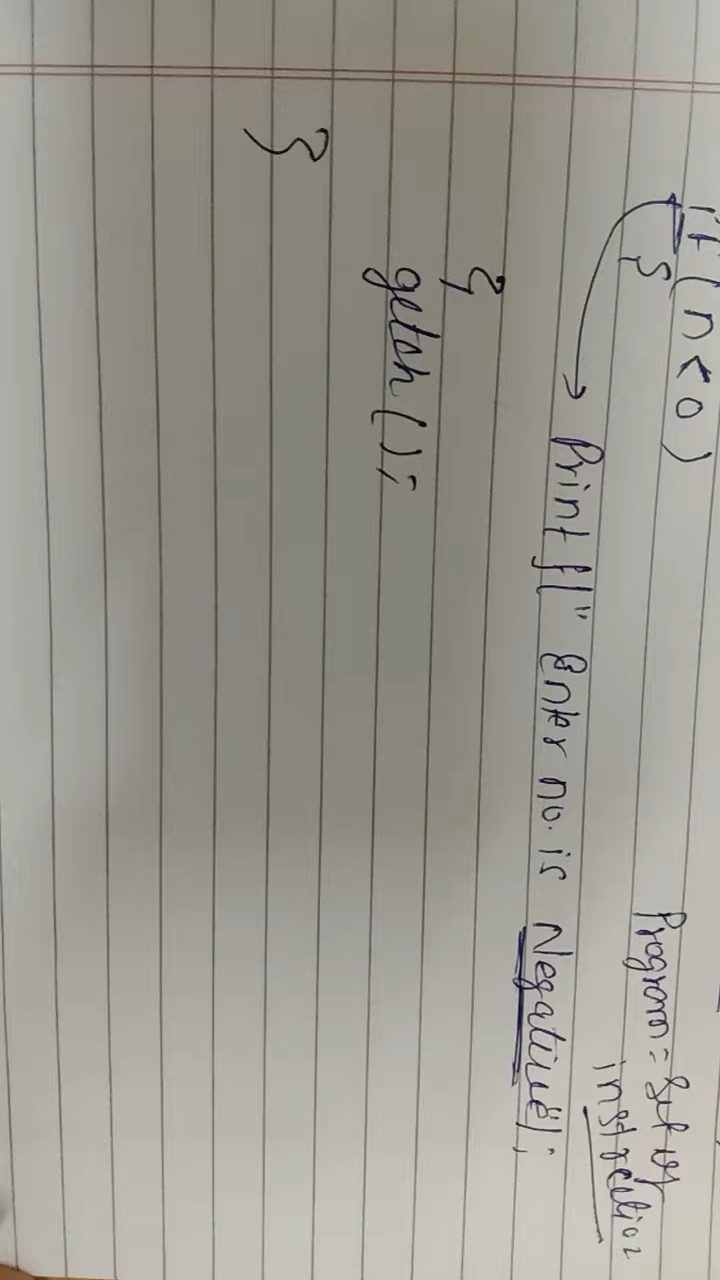 if (n < 0)
{
Program = Set of
instruction
→ Printf(" Enter no. is Negative");
}
getch();
}